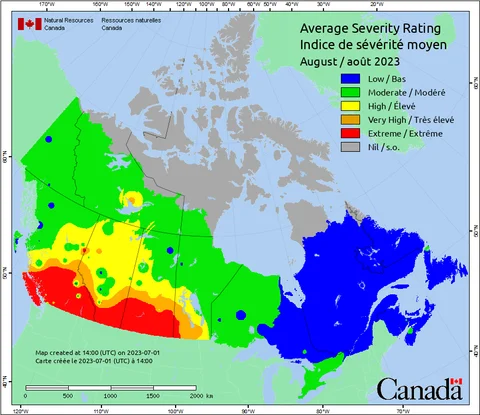 170°W 160°W 150°W 140°W 130°W 120°W 110°W 100°W 90°W 80°W 70°W 60°W 50°W 40°W 30°W 20°W 10°W
Natural Resources Canada
Ressources naturelles Canada
Average Severity Rating
Indice de sévérité moyen
August / août 2023
Low / Bas
Moderate / Modéré
High / Élevé
Very High / Très élevé
Extreme / Extrême
Nil / s.o.
60°N
50°N
40°N
60°N
50°N
40°N
Map created at 14:00 (UTC) on 2023-07-01
Carte créée le 2023-07-01 (UTC) à 14:00
0 500 1000 1500 2000 km
Canada
120°W 110°W 100°W 90°W 80°W 70°W